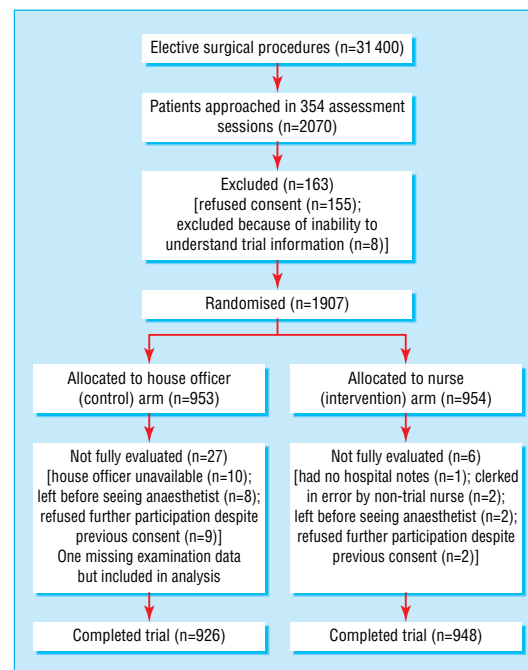 Elective surgical procedures (n=31 400)
Patients approached in 354 assessment
sessions (n=2070)
Excluded (n=163)
[refused consent (n=155);
excluded because of inability to
understand trial information (n=8)]
Randomised (n=1907)
Allocated to house officer
(control) arm (n=953)
Not fully evaluated (n=27)
[house officer unavailable (n=10);
left before seeing anaesthetist (n=8);
refused further participation despite
previous consent (n=9)]
One missing examination data
but included in analysis
Completed trial (n=926)
Allocated to nurse
(intervention) arm (n=954)
Not fully evaluated (n=6)
[had no hospital notes (n=1); clerked
in error by non-trial nurse (n=2);
left before seeing anaesthetist (n=2);
refused further participation despite
previous consent (n=2)]
Completed trial (n=948)